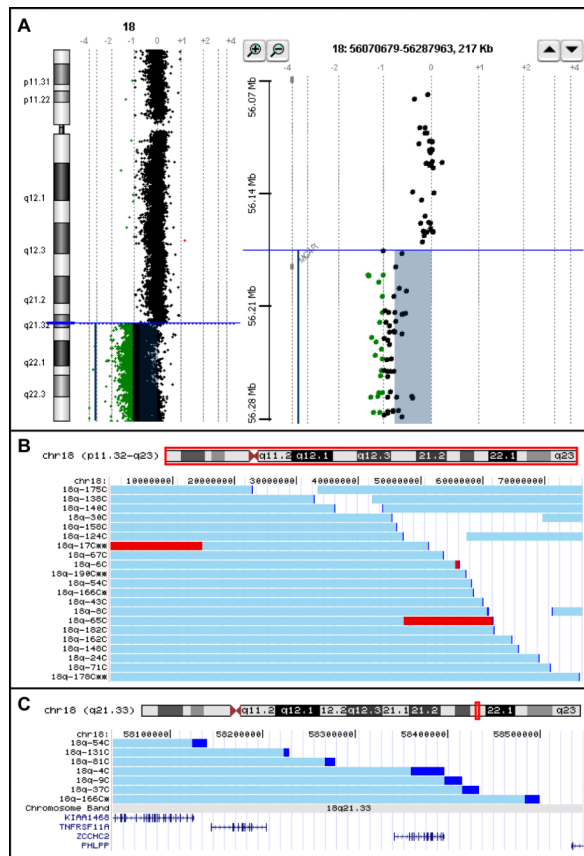 A
18
-4 -2 -1 0 +1 +2 +4
p11.31
p11.22
q12.1
q12.3
q21.2
q21.31
q22.1
q22.3
18: 56070679-56287963, 217 Kb
-4 -1 0 +1 +4
56.07 Mb
56.14 Mb
MC4R
56.21 Mb
56.28 Mb
B
chr18 (p11.32-q23)
q11.2 q12.1 q12.3 21.2 22.1 q23
chr18: 10000000 20000000 30000000 40000000 50000000 60000000 70000000
18q-175C
18q-138C
18q-140C
18q-30C
18q-158C
18q-124C
18q-17C**
18q-67C
18q-6C
18q-190C**
18q-54C
18q-166C*
18q-43C
18q-8C
18q-65C
18q-182C
18q-162C
18q-148C
18q-24C
18q-71C
18q-178C**
C
chr18 (q21.33)
q11.2 q12.1 12.2 q12.3 21.1 21.2 22.1 q23
chr18: 58100000 58200000 58300000 58400000 58500000
18q-54C
18q-131C
18q-81C
18q-4C
18q-9C
18q-37C
18q-166C*
Chromosome Band 18q21.33
KIAA1468
TNFRSF11A
ZCCHC2
PHLPP